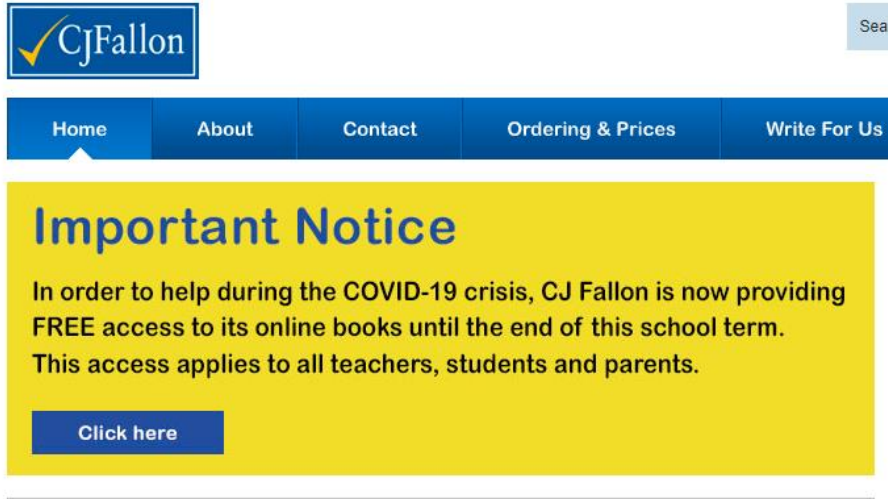 CJFallon
Home About Contact Ordering & Prices Write For Us
Important Notice
In order to help during the COVID-19 crisis, CJ Fallon is now providing
FREE access to its online books until the end of this school term.
This access applies to all teachers, students and parents.
Click here